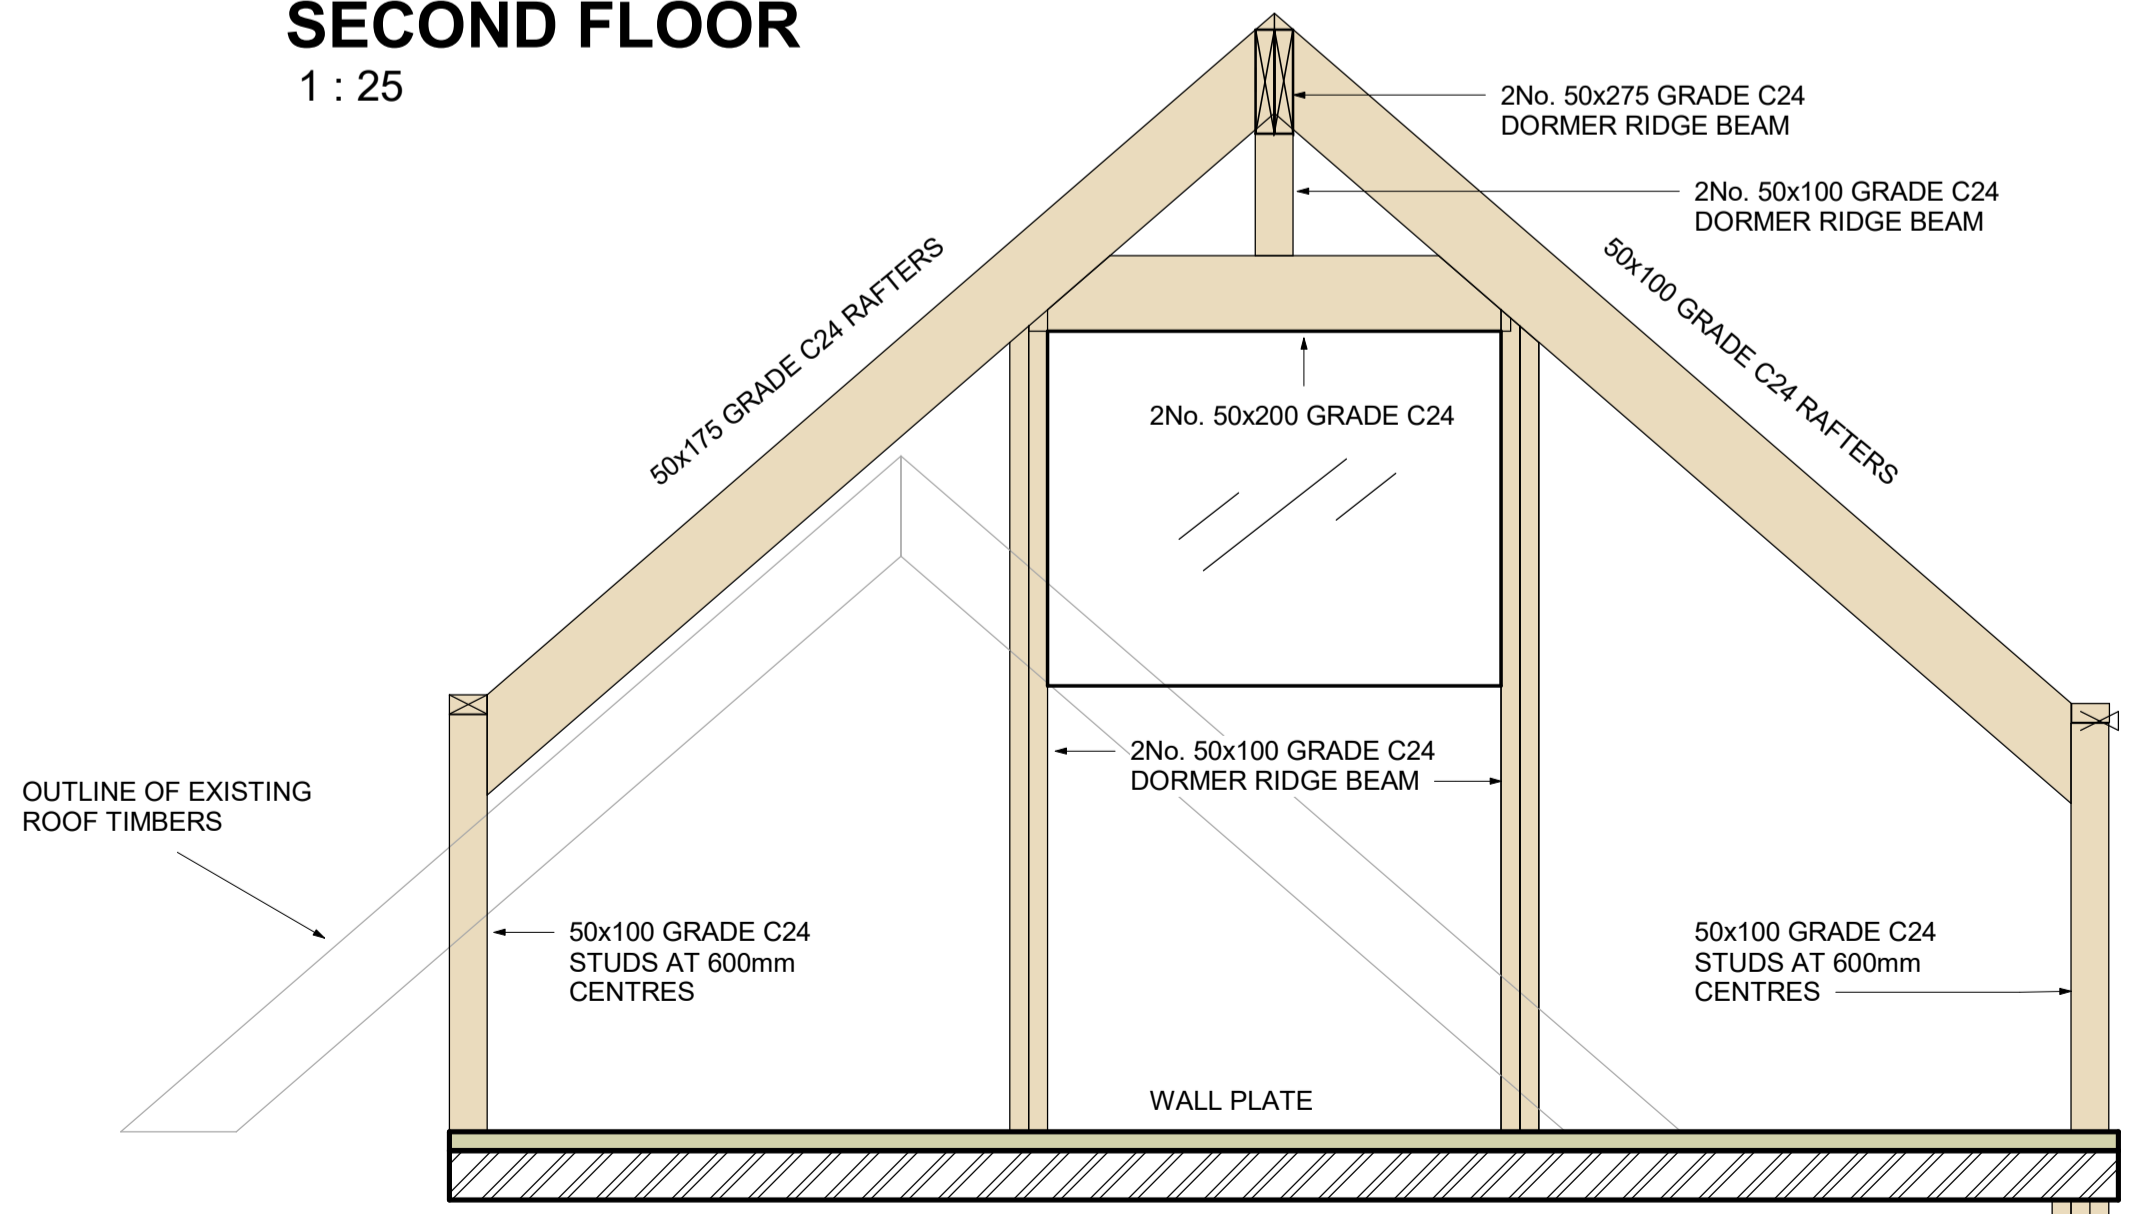 SECOND FLOOR
1 : 25
2No. 50x275 GRADE C24
DORMER RIDGE BEAM
2No. 50x100 GRADE C24
DORMER RIDGE BEAM
50x175 GRADE C24 RAFTERS
50x100 GRADE C24 RAFTERS
2No. 50x200 GRADE C24
2No. 50x100 GRADE C24
DORMER RIDGE BEAM
OUTLINE OF EXISTING
ROOF TIMBERS
50x100 GRADE C24
STUDS AT 600mm
CENTRES
50x100 GRADE C24
STUDS AT 600mm
CENTRES
WALL PLATE